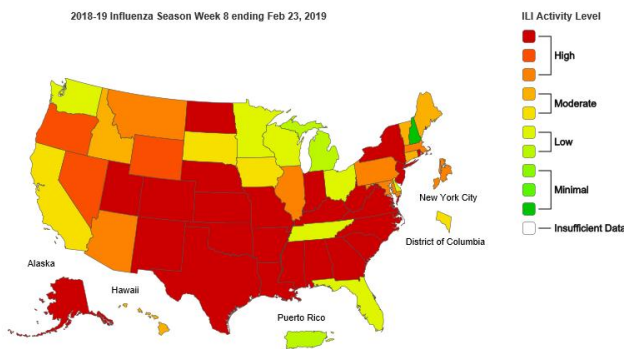 2018-19 Influenza Season Week 8 ending Feb 23, 2019
ILI Activity Level
High
Moderate
Low
Minimal
Insufficient Data
New York City
District of Columbia
Alaska
Hawaii
Puerto Rico